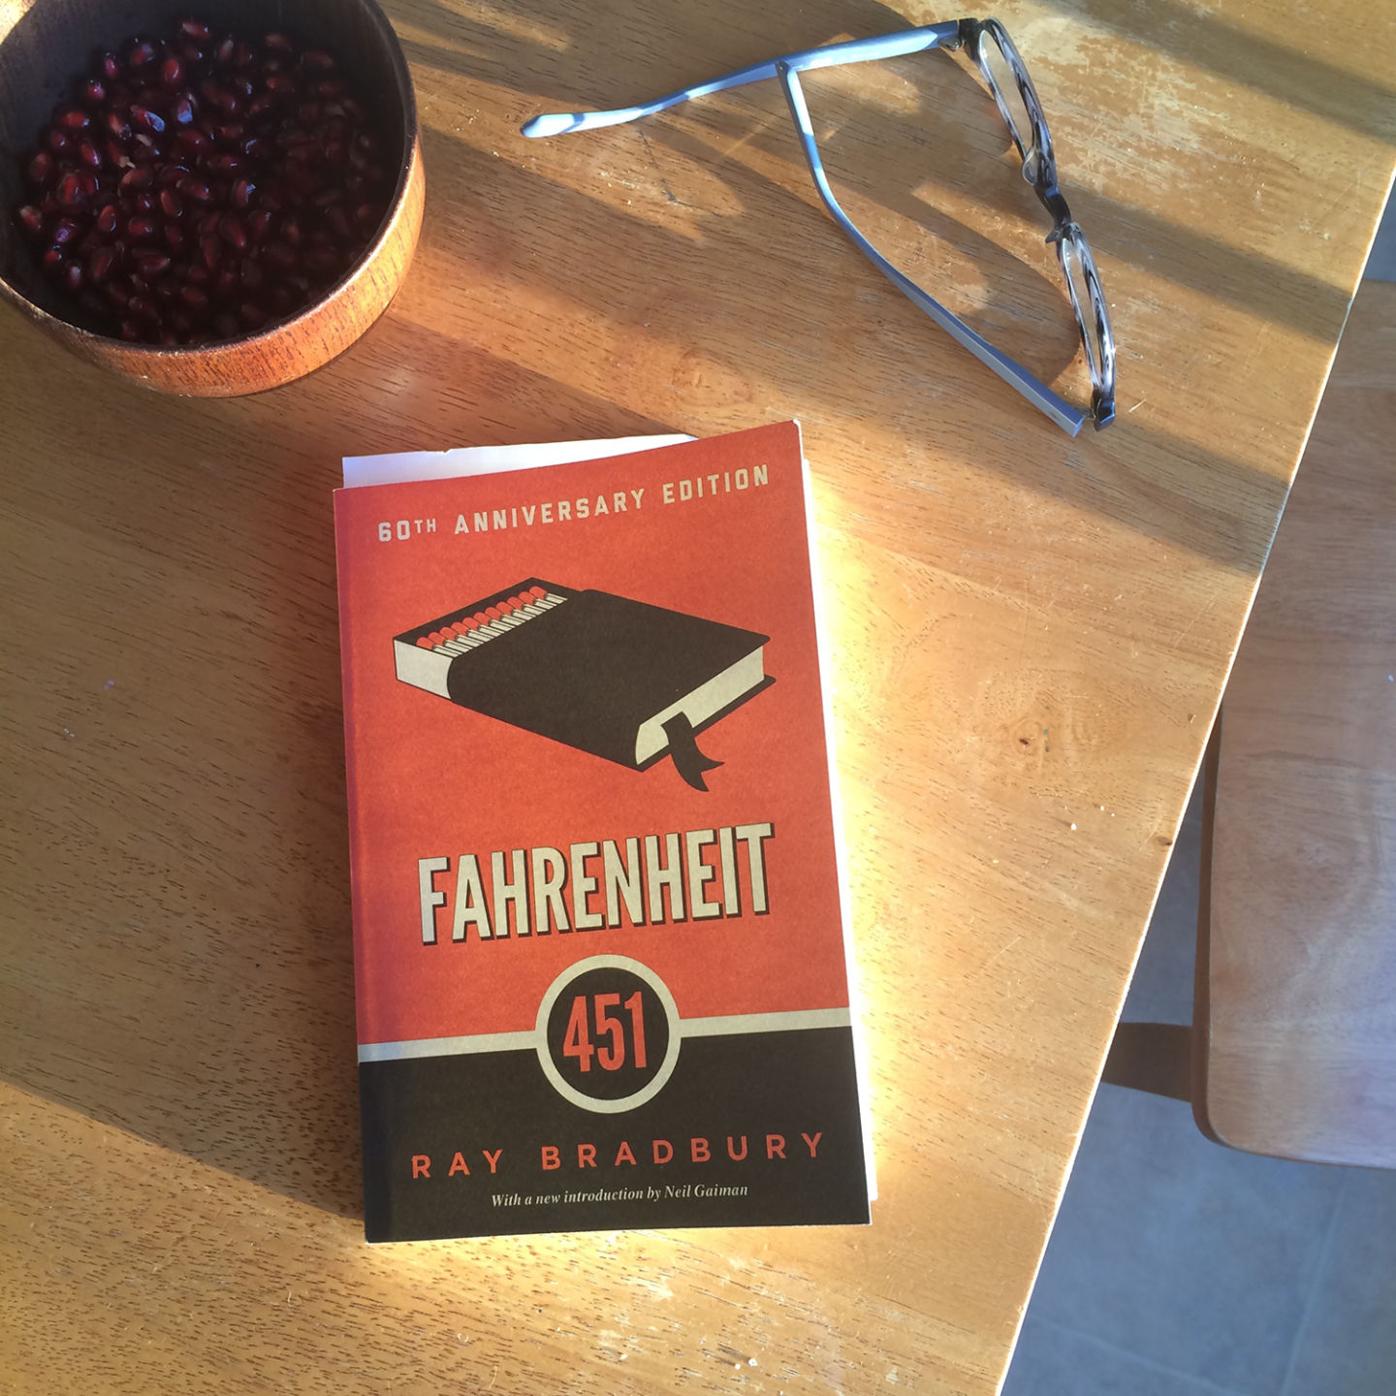 60TH ANNIVERSARY EDITION
FAHRENHEIT
451
RAY BRADBURY
With a new introduction by Neil Gaiman